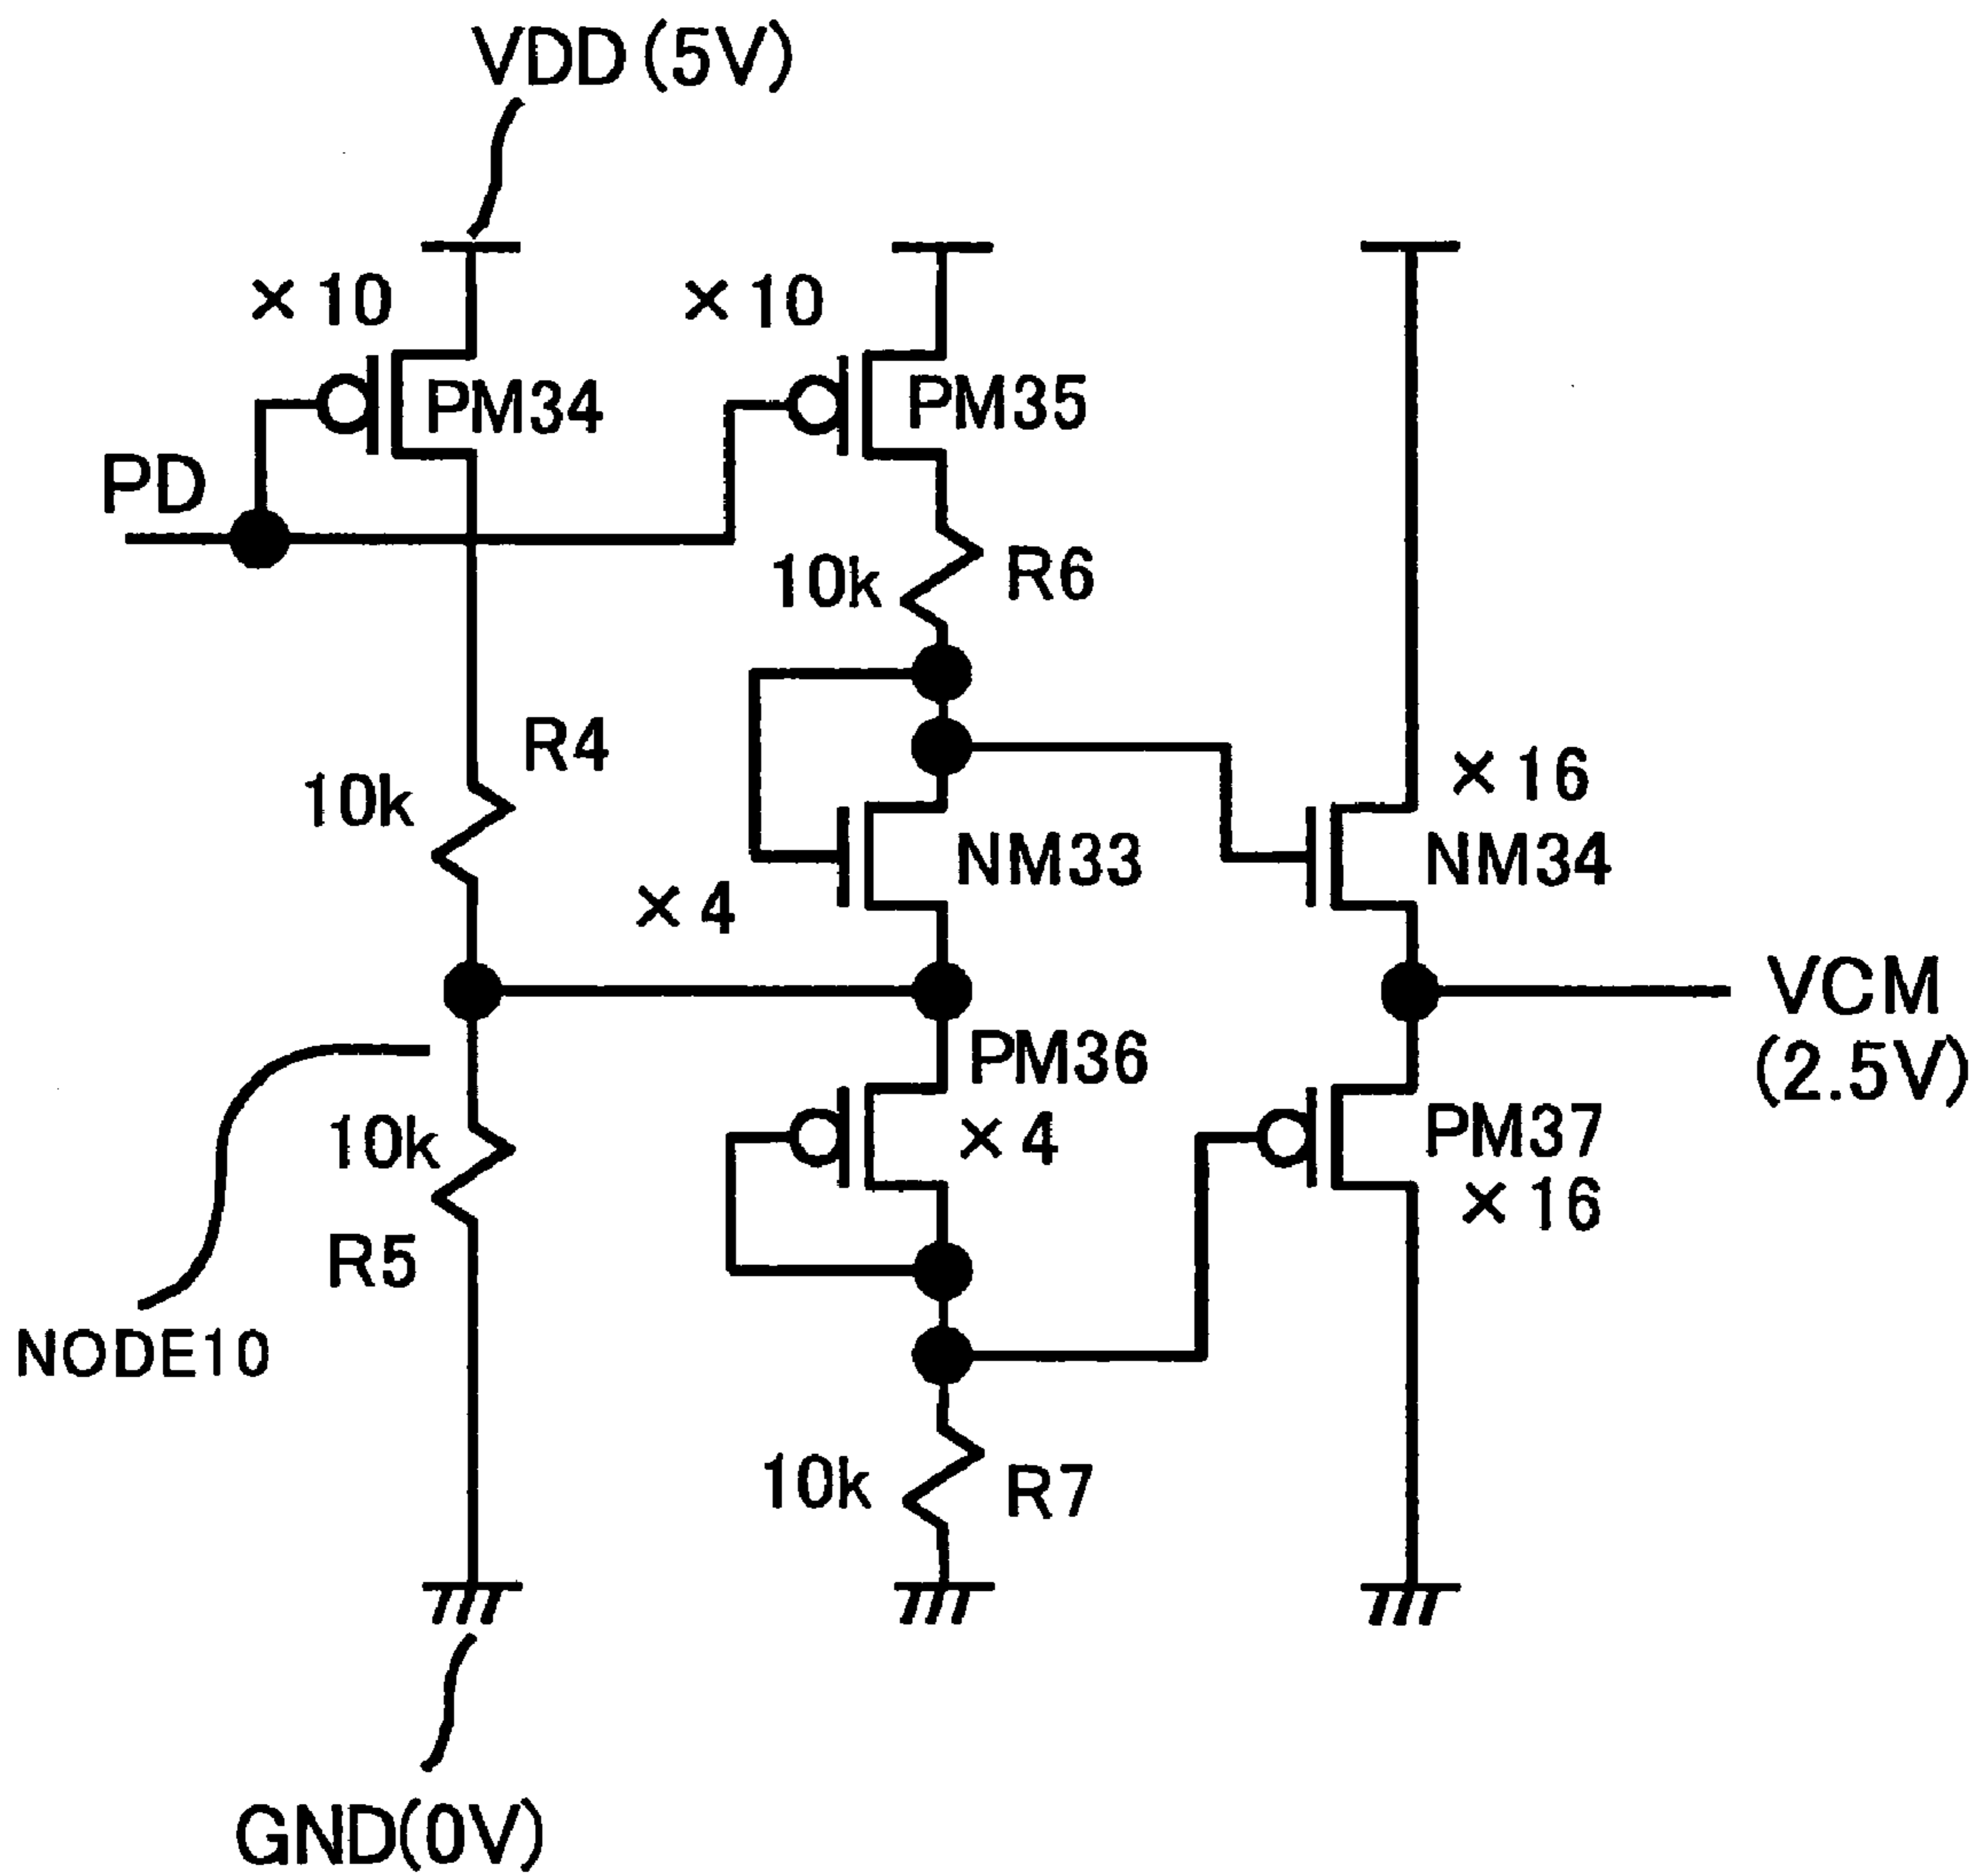 VDD(5V)
×10
×10
PM34
PM35
PD
10k
R6
R4
10k
×16
NM33
NM34
×4
VCM
(2.5V)
PM36
×4
PM37
×16
10k
R5
NODE10
10k
R7
GND(0V)